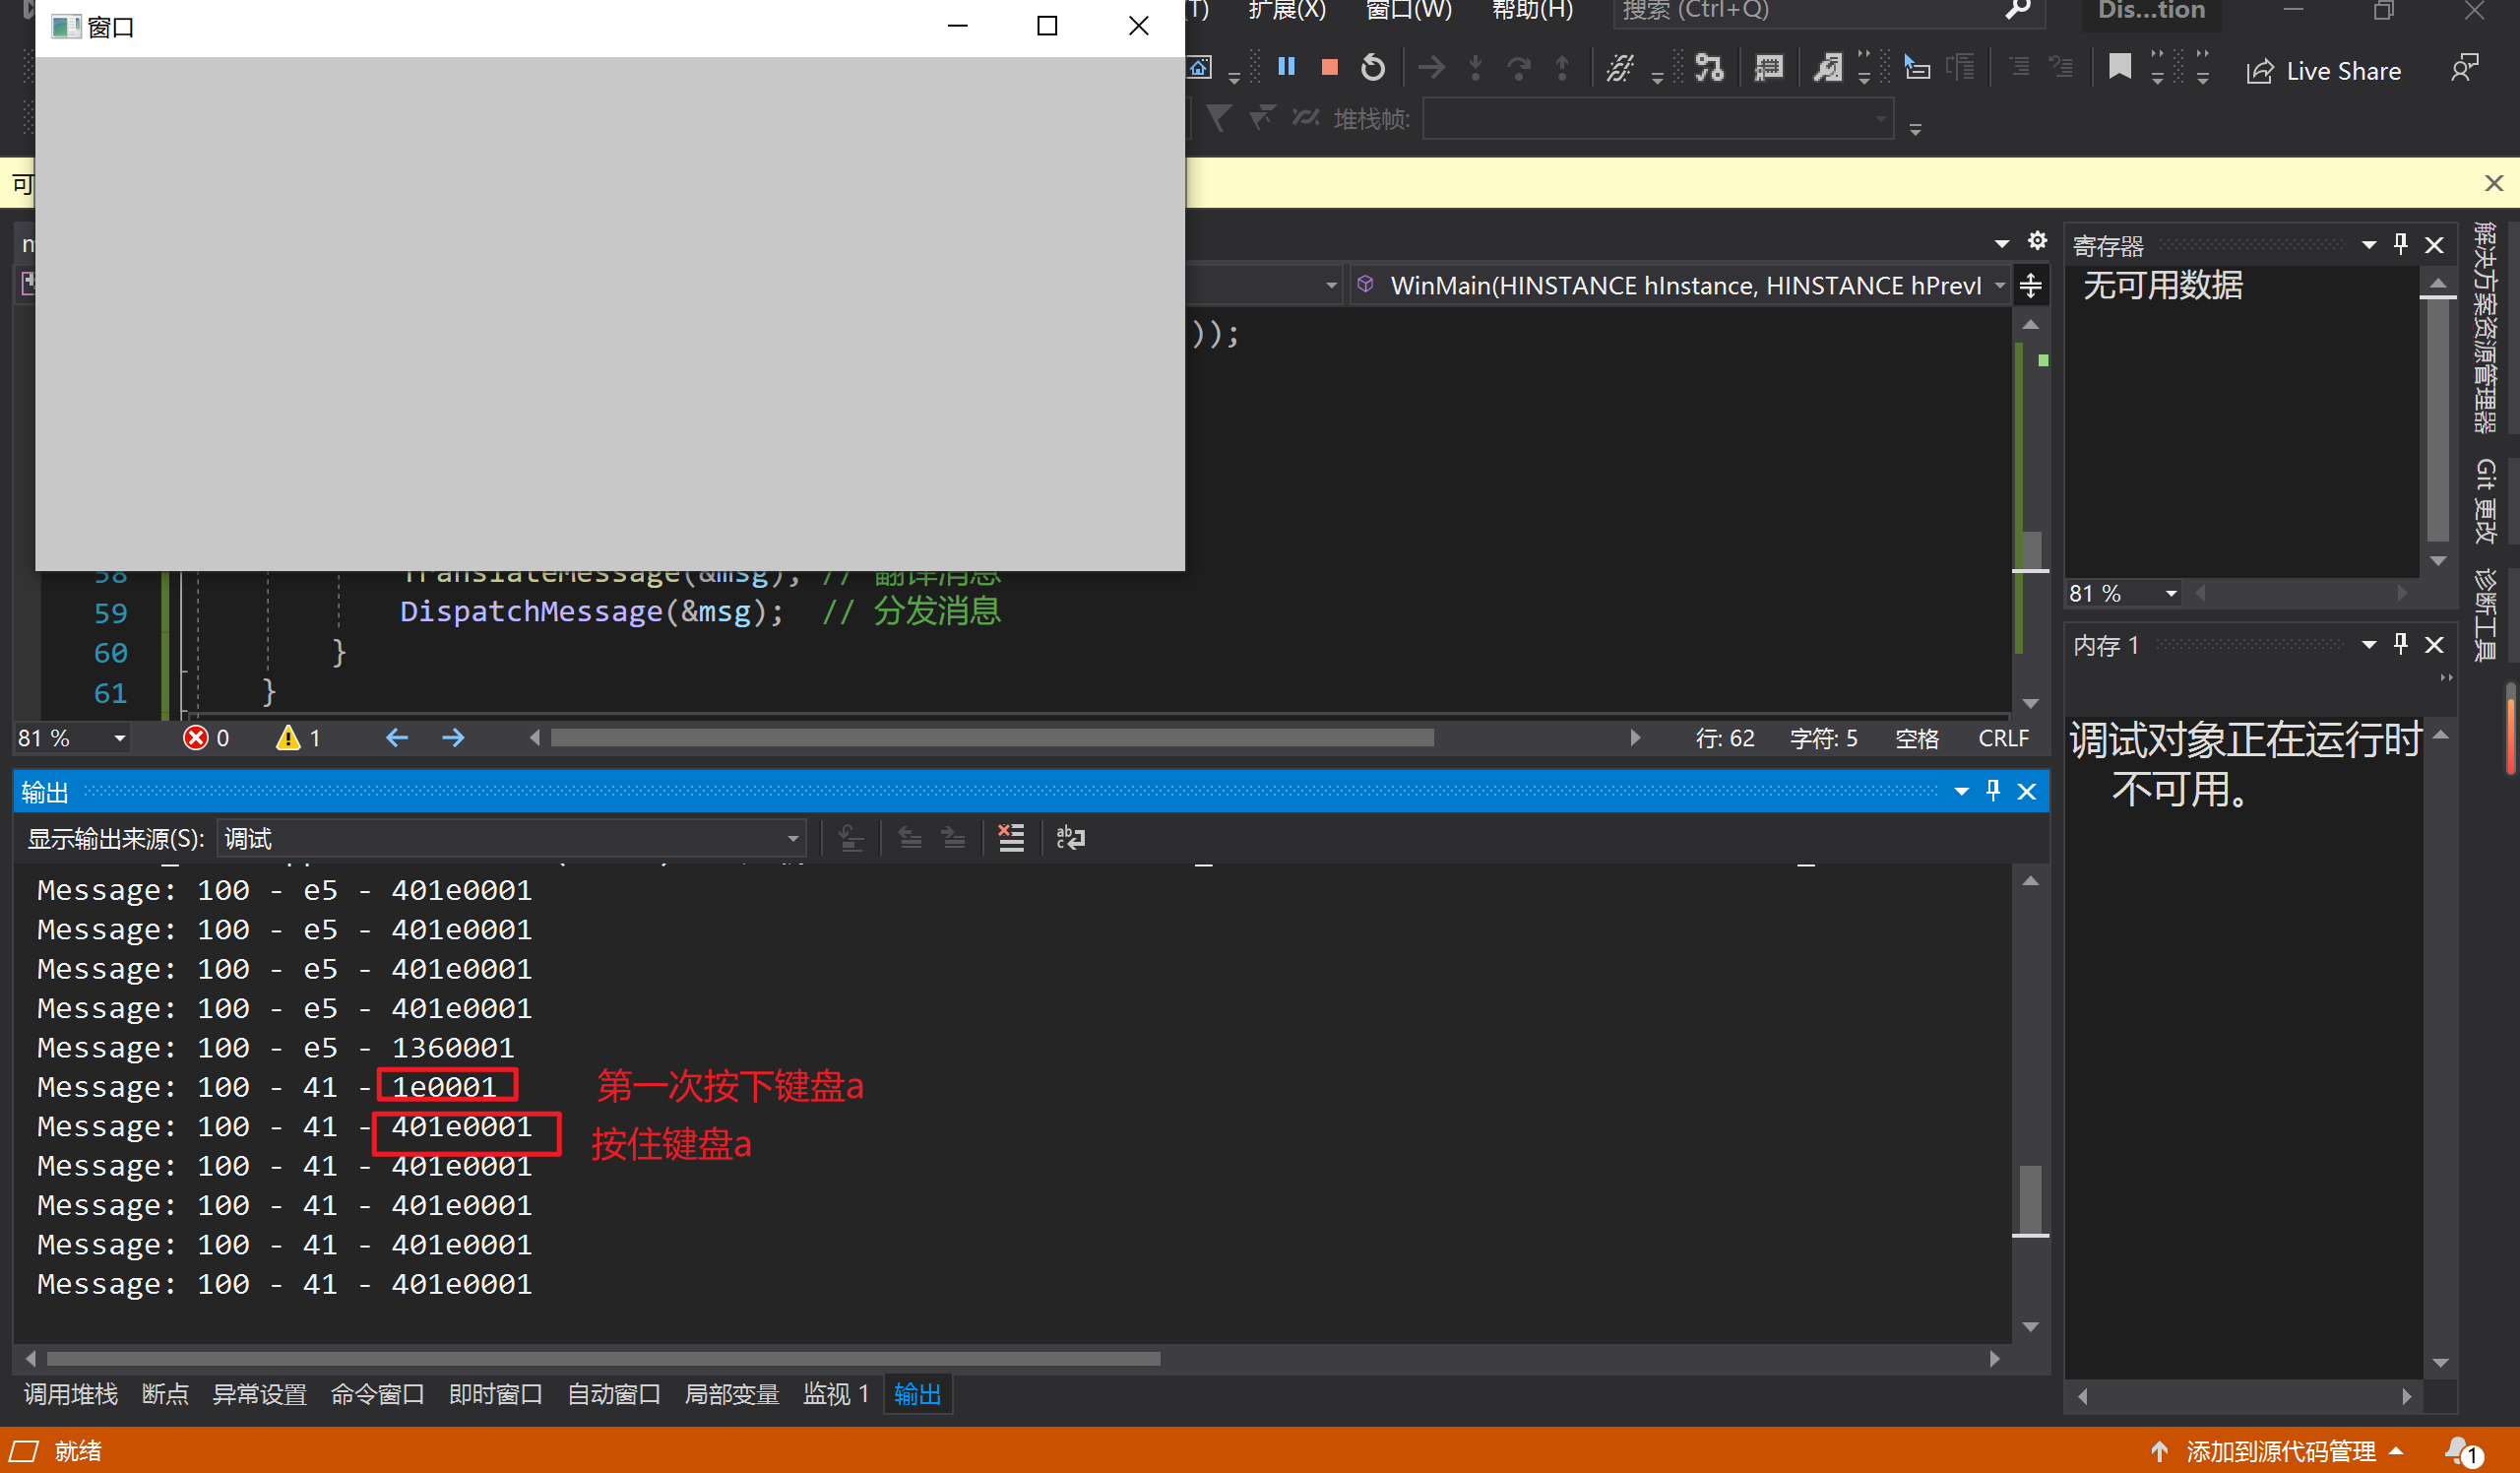 窗口
(T) 扩展(X) 窗口(W) 帮助(H) 搜索 (Ctrl+Q) Dis...tion
Live Share
堆栈帧:
可
WinMain(HINSTANCE hInstance, HINSTANCE hPrevI
));
58 TranslateMessage(&msg); // 翻译消息
59 DispatchMessage(&msg); // 分发消息
60 }
61 }
81 % 0 1 行: 62 字符: 5 空格 CRLF
输出
显示输出来源(S): 调试
Message: 100 - e5 - 401e0001
Message: 100 - e5 - 401e0001
Message: 100 - e5 - 401e0001
Message: 100 - e5 - 401e0001
Message: 100 - e5 - 1360001
Message: 100 - 41 - 1e0001 第一次按下键盘a
Message: 100 - 41 - 401e0001 按住键盘a
Message: 100 - 41 - 401e0001
Message: 100 - 41 - 401e0001
Message: 100 - 41 - 401e0001
Message: 100 - 41 - 401e0001
调用堆栈 断点 异常设置 命令窗口 即时窗口 自动窗口 局部变量 监视 1 输出
寄存器
无可用数据
81 %
内存 1
调试对象正在运行时
不可用。
解决方案资源管理器
Git 更改
诊断工具
就绪 添加到源代码管理 1